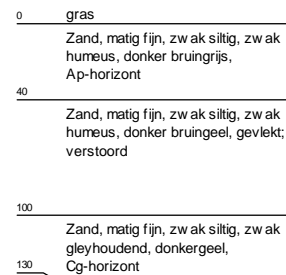 0 gras
Zand, matig fijn, zwak siltig, zwak
humeus, donker bruingrijs,
Ap-horizont
40
Zand, matig fijn, zwak siltig, zwak
humeus, donker bruingeel, gevlekt;
verstoord
100
Zand, matig fijn, zwak siltig, zwak
gleyhoudend, donkergeel,
130 Cg-horizont